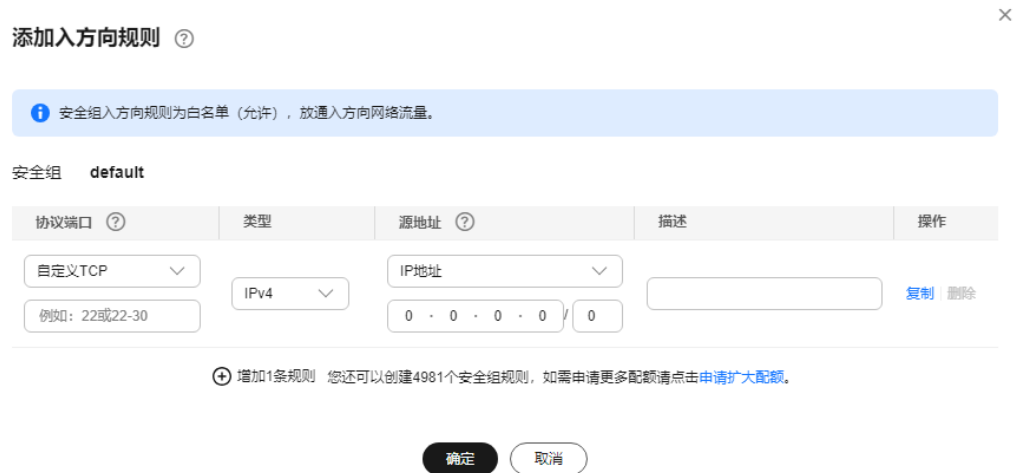 添加入方向规则 ?
安全组入方向规则为白名单（允许），放通入方向网络流量。
安全组 default
协议端口 ? 类型 源地址 ? 描述 操作
自定义TCP IP地址
IPv4 复制 删除
例如：22或22-30 0 . 0 . 0 . 0 / 0
增加1条规则 您还可以创建4981个安全组规则，如需申请更多配额请点击申请扩大配额。
确定 取消